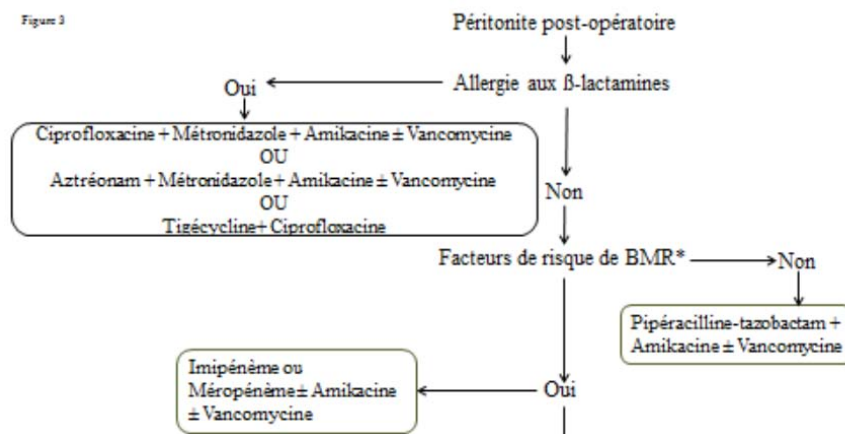 Figure 3
Péritonite post-opératoire
Allergie aux ß-lactamines
Oui
Ciprofloxacine + Métronidazole + Amikacine ± Vancomycine
OU
Aztréonam + Métronidazole + Amikacine ± Vancomycine
OU
Tigécycline+ Ciprofloxacine
Non
Facteurs de risque de BMR*
Non
Pipéracilline-tazobactam +
Amikacine ± Vancomycine
Oui
Imipénème ou
Méropénème ± Amikacine
± Vancomycine